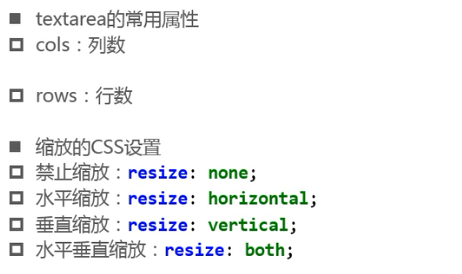 textarea的常用属性
cols：列数
rows：行数
缩放的CSS设置
禁止缩放：resize: none;
水平缩放：resize: horizontal;
垂直缩放：resize: vertical;
水平垂直缩放：resize: both;